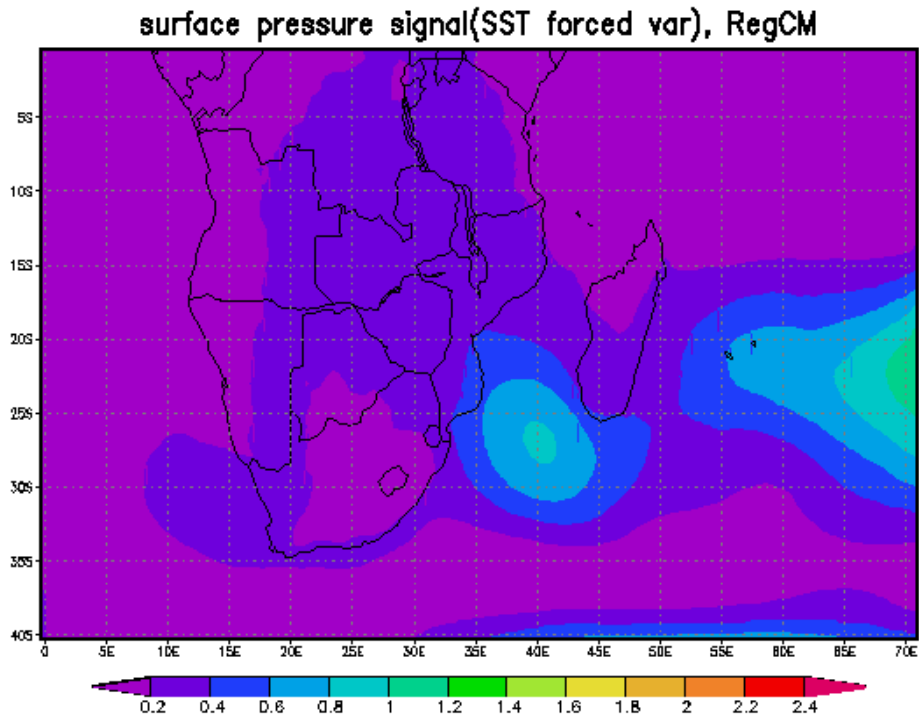 surface pressure signal(SST forced var), RegCM
5S
10S
15S
20S
25S
30S
35S
40S
0 5E 10E 15E 20E 25E 30E 35E 40E 45E 50E 55E 60E 65E 70E
0.2 0.4 0.6 0.8 1 1.2 1.4 1.6 1.8 2 2.2 2.4